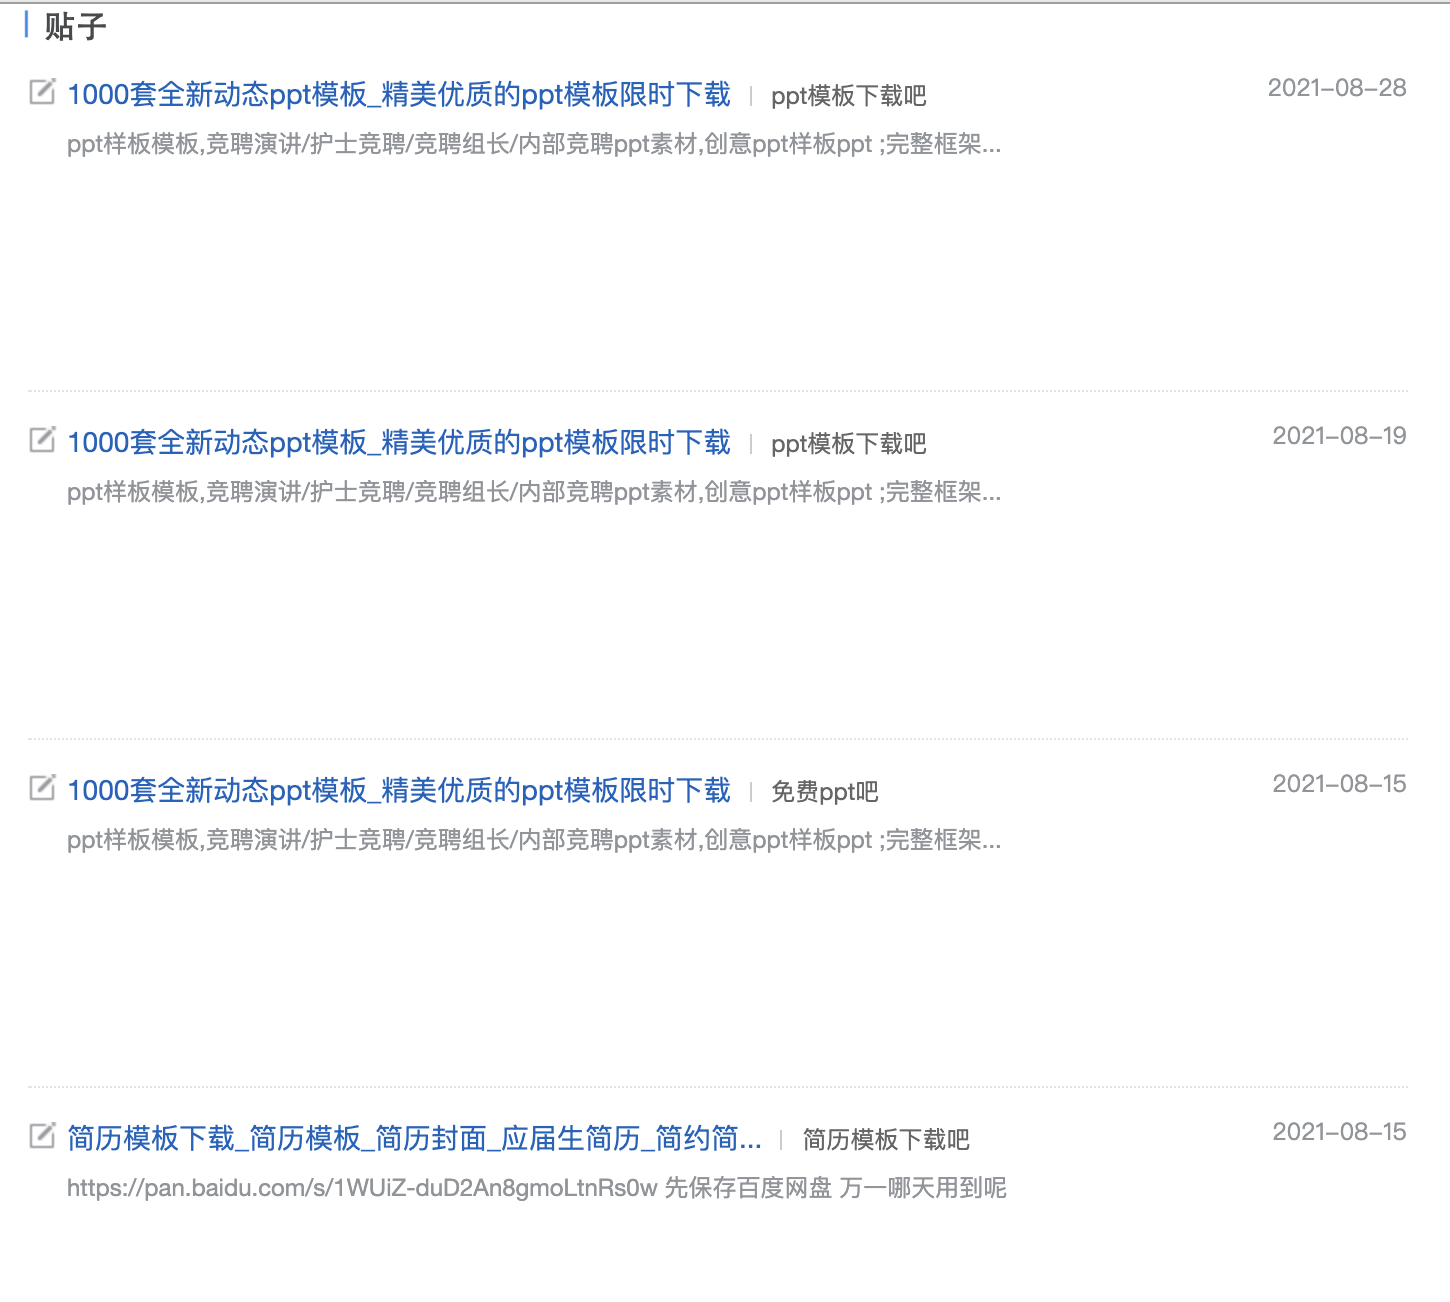 贴子
1000套全新动态ppt模板_精美优质的ppt模板限时下载 ppt模板下载吧 2021-08-28
ppt样板模板,竞聘演讲/护士竞聘/竞聘组长/内部竞聘ppt素材,创意ppt样板ppt ;完整框架...
1000套全新动态ppt模板_精美优质的ppt模板限时下载 ppt模板下载吧 2021-08-19
ppt样板模板,竞聘演讲/护士竞聘/竞聘组长/内部竞聘ppt素材,创意ppt样板ppt ;完整框架...
1000套全新动态ppt模板_精美优质的ppt模板限时下载 免费ppt吧 2021-08-15
ppt样板模板,竞聘演讲/护士竞聘/竞聘组长/内部竞聘ppt素材,创意ppt样板ppt ;完整框架...
简历模板下载_简历模板_简历封面_应届生简历_简约简... 简历模板下载吧 2021-08-15
https://pan.baidu.com/s/1WUiZ-duD2An8gmoLtnRs0w 先保存百度网盘 万一哪天用到呢